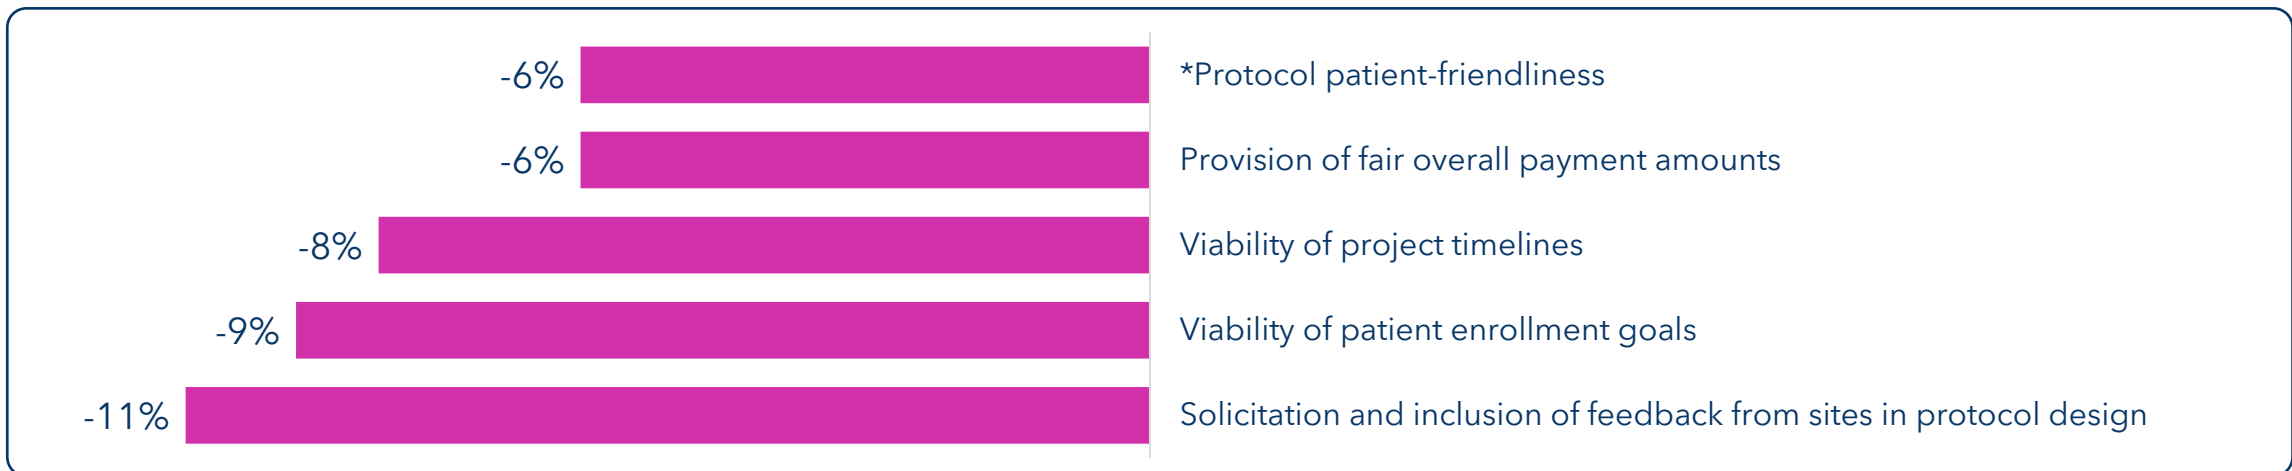 -6% *Protocol patient-friendliness
-6% Provision of fair overall payment amounts
-8% Viability of project timelines
-9% Viability of patient enrollment goals
-11% Solicitation and inclusion of feedback from sites in protocol design